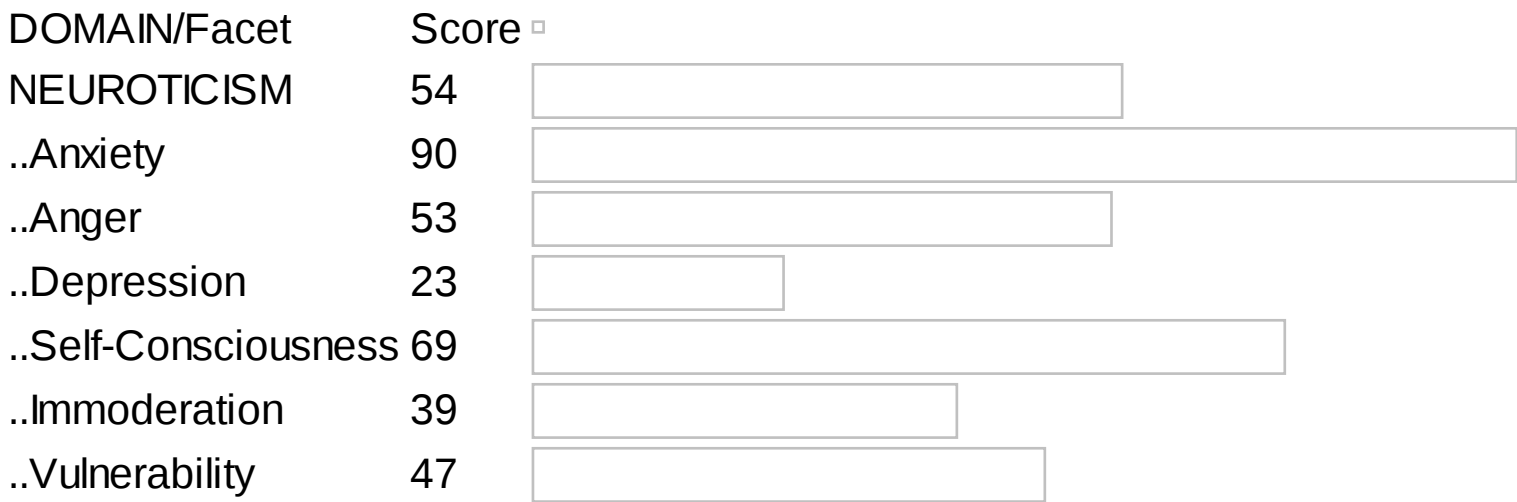 DOMAIN/Facet Score
NEUROTICISM 54
..Anxiety 90
..Anger 53
..Depression 23
..Self-Consciousness 69
..Immoderation 39
..Vulnerability 47